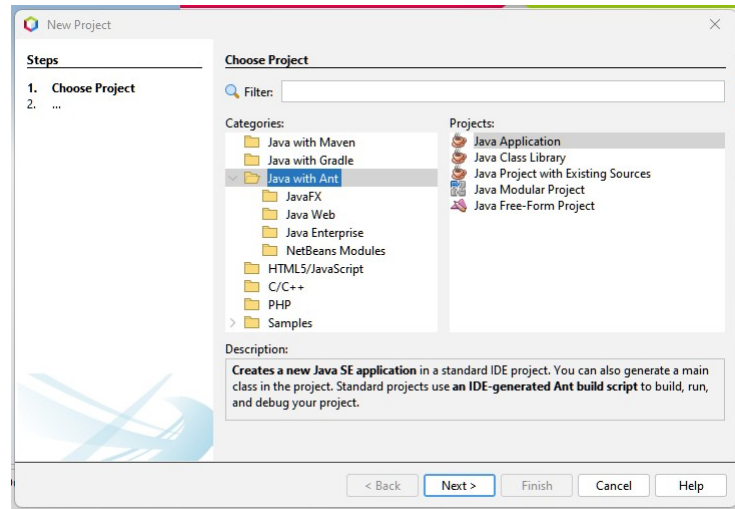 New Project
Steps
1. Choose Project
2. ...
Choose Project
Filter:
Categories:
Java with Maven
Java with Gradle
Java with Ant
JavaFX
Java Web
Java Enterprise
NetBeans Modules
HTML5/JavaScript
C/C++
PHP
Samples
Projects:
Java Application
Java Class Library
Java Project with Existing Sources
Java Modular Project
Java Free-Form Project
Description:
Creates a new Java SE application in a standard IDE project. You can also generate a main
class in the project. Standard projects use an IDE-generated Ant build script to build, run,
and debug your project.
< Back Next > Finish Cancel Help